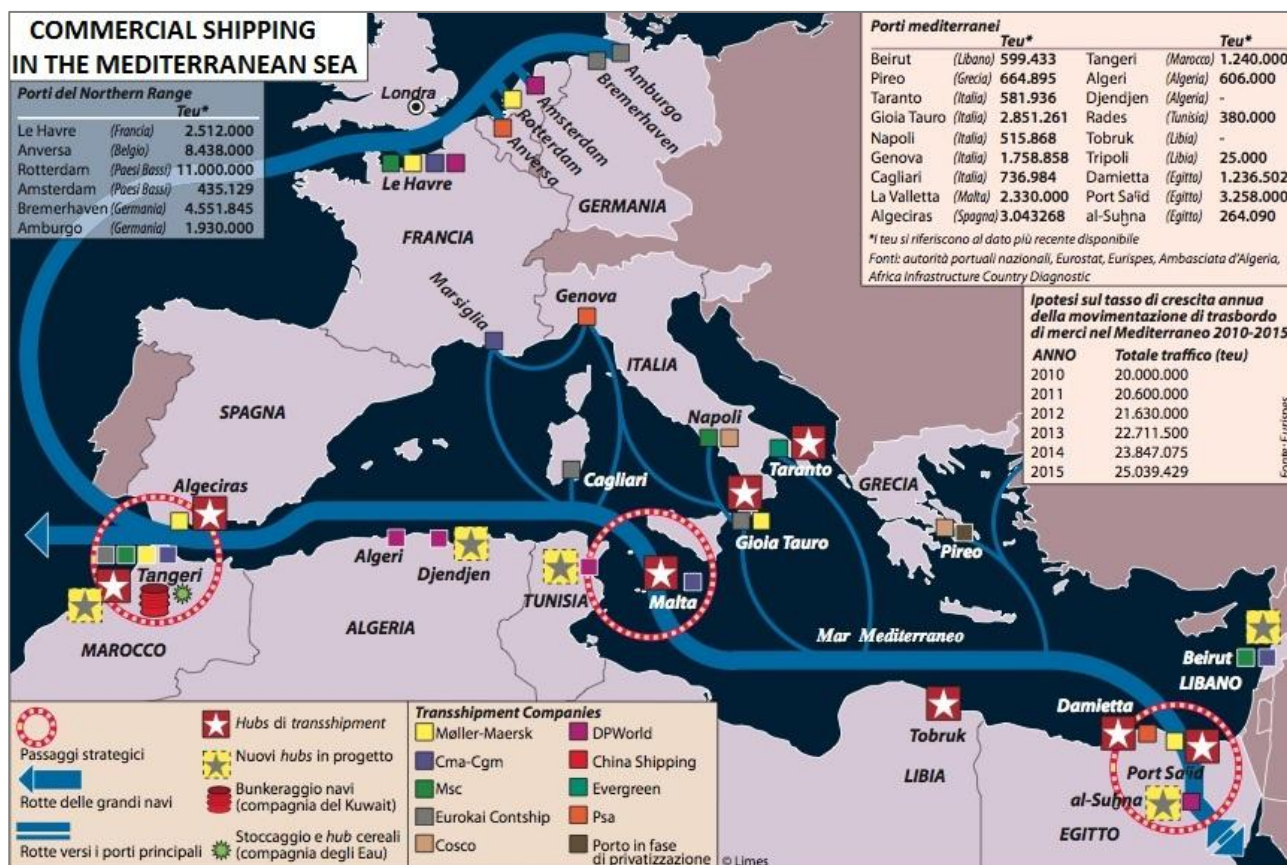 COMMERCIAL SHIPPING
IN THE MEDITERRANEAN SEA
Porti del Northern Range
Teu*
Le Havre (Francia) 2.512.000
Anversa (Belgio) 8.438.000
Rotterdam (Paesi Bassi) 11.000.000
Amsterdam (Paesi Bassi) 435.129
Bremerhaven (Germania) 4.551.845
Amburgo (Germania) 1.930.000
Porti mediterranei
Teu* Teu*
Beirut (Libano) 599.433 Tangeri (Marocco) 1.240.000
Pireo (Grecia) 664.895 Algeri (Algeria) 606.000
Taranto (Italia) 581.936 Djendjen (Algeria) -
Gioia Tauro (Italia) 2.851.261 Rades (Tunisia) 380.000
Napoli (Italia) 515.868 Tobruk (Libia) -
Genova (Italia) 1.758.858 Tripoli (Libia) 25.000
Cagliari (Italia) 736.984 Damietta (Egitto) 1.236.502
La Valletta (Malta) 2.330.000 Port Saïd (Egitto) 3.258.000
Algeciras (Spagna) 3.043268 al-Suḫna (Egitto) 264.090
*I teu si riferiscono al dato più recente disponibile
Fonti: autorità portuali nazionali, Eurostat, Eurispes, Ambasciata d'Algeria,
Africa Infrastructure Country Diagnostic
Ipotesi sul tasso di crescita annua
della movimentazione di trasbordo
di merci nel Mediterraneo 2010-2015
ANNO Totale traffico (teu)
2010 20.000.000
2011 20.600.000
2012 21.630.000
2013 22.711.500
2014 23.847.075
2015 25.039.429
Fonte: Eurispes
Londra
Amburgo
Bremerhaven
Amsterdam
Rotterdam
Anversa
Le Havre
GERMANIA
FRANCIA
Marsiglia
Genova
ITALIA
SPAGNA
Napoli
Taranto
Cagliari
GRECIA
Algeciras
Gioia Tauro
Pireo
Algeri
Djendjen
Tangeri
TUNISIA
Malta
MAROCCO
ALGERIA
Mar Mediterraneo
Beirut
LIBANO
Damietta
Tobruk
Port Saïd
LIBIA
al-Suḫna
EGITTO
Passaggi strategici
Rotte delle grandi navi
Rotte versi i porti principali
Hubs di transshipment
Nuovi hubs in progetto
Bunkeraggio navi
(compagnia del Kuwait)
Stoccaggio e hub cereali
(compagnia degli Eau)
Transshipment Companies
Møller-Maersk
Cma-Cgm
Msc
Eurokai Contship
Cosco
DPWorld
China Shipping
Evergreen
Psa
Porto in fase
di privatizzazione
© Limes